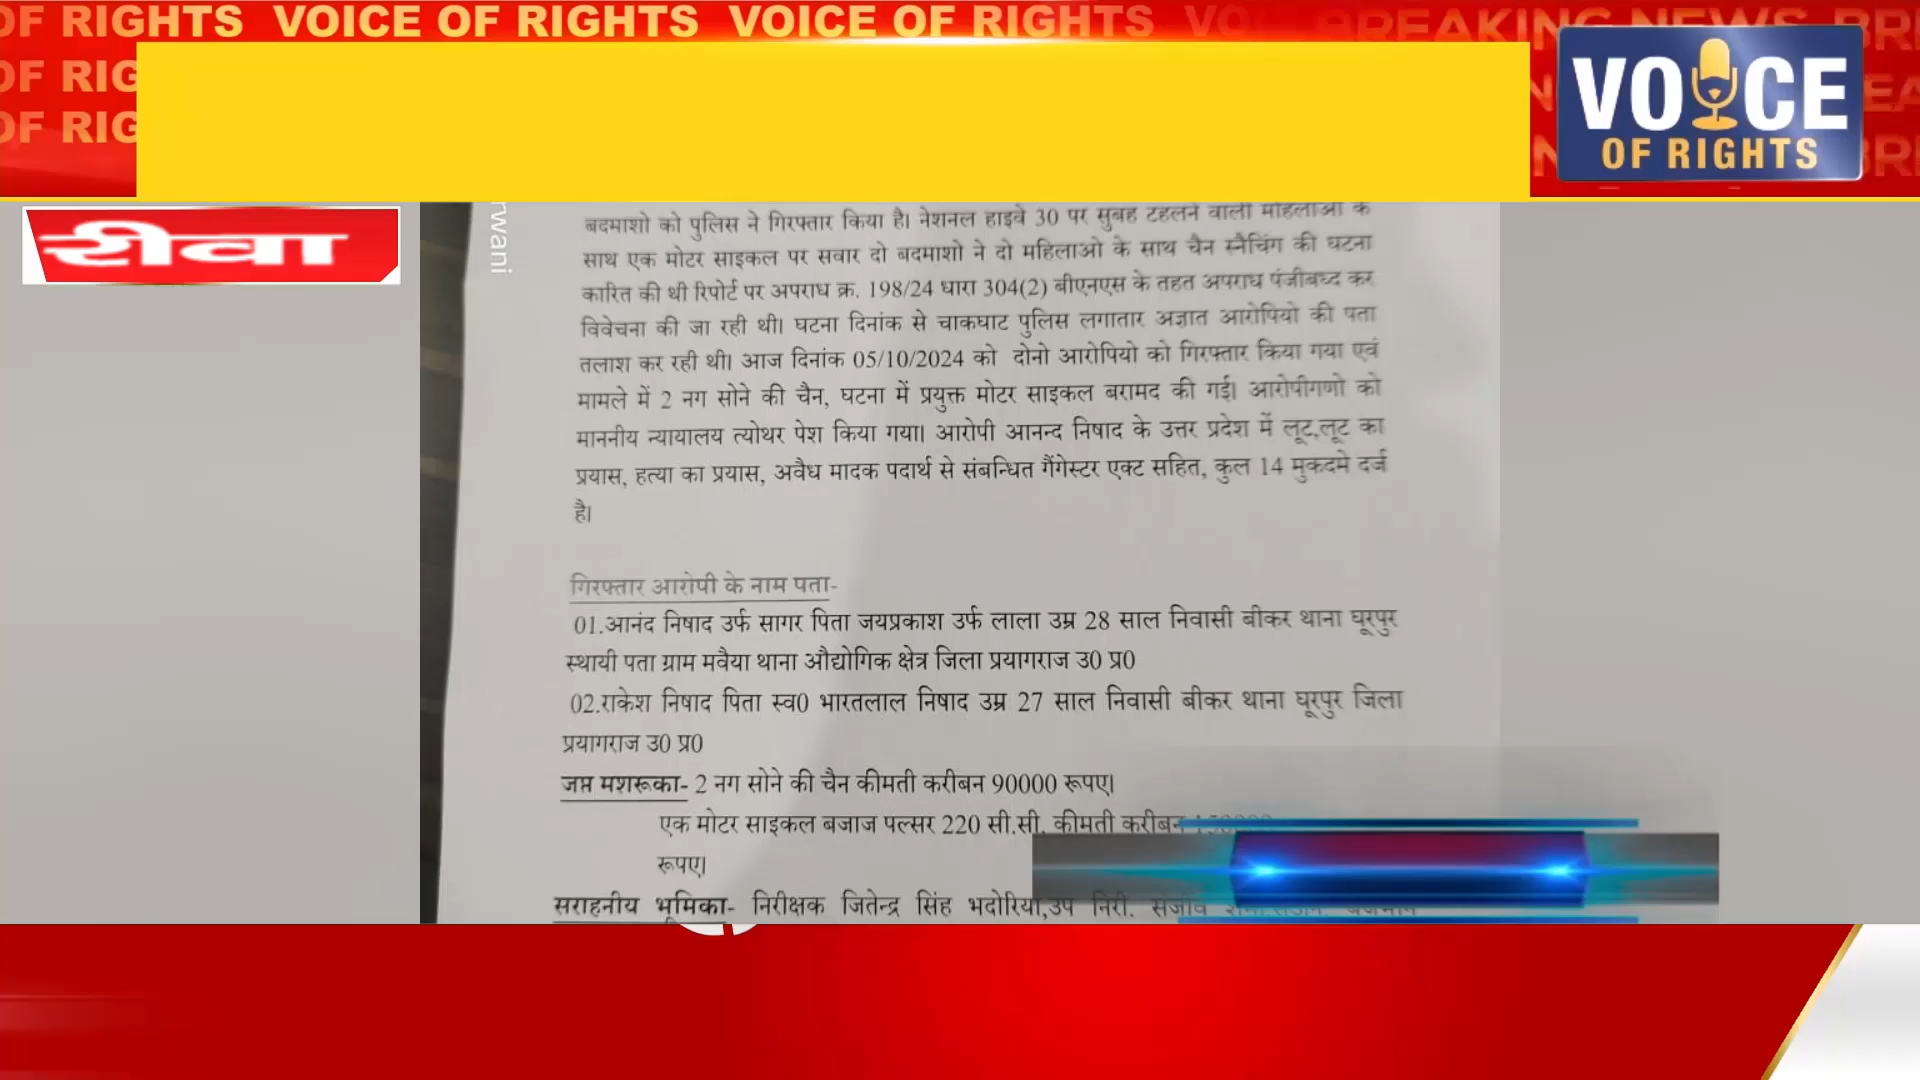 OF RIGHTS VOICE OF RIGHTS VOICE OF RIGHTS
BREAKING NEWS
OF RIG
OF RIG
VOICE
OF RIGHTS
रीवा
rwani
बदमाशो को पुलिस ने गिरफ्तार किया है। नेशनल हाइवे 30 पर सुबह टहलने वाली महिलाओ के
साथ एक मोटर साइकल पर सवार दो बदमाशो ने दो महिलाओ के साथ चैन स्नैचिंग की घटना
कारित की थी रिपोर्ट पर अपराध क्र. 198/24 धारा 304(2) बीएनएस के तहत अपराध पंजीबध्द कर
विवेचना की जा रही थी। घटना दिनांक से चाकघाट पुलिस लगातार अज्ञात आरोपियो की पता
तलाश कर रही थी। आज दिनांक 05/10/2024 को दोनो आरोपियो को गिरफ्तार किया गया एवं
मामले में 2 नग सोने की चैन, घटना में प्रयुक्त मोटर साइकल बरामद की गई। आरोपीगणो को
माननीय न्यायालय त्योथर पेश किया गया। आरोपी आनन्द निषाद के उत्तर प्रदेश में लूट,लूट का
प्रयास, हत्या का प्रयास, अवैध मादक पदार्थ से संबन्धित गैंगेस्टर एक्ट सहित, कुल 14 मुकदमे दर्ज
है।
गिरफ्तार आरोपी के नाम पता-
01.आनंद निषाद उर्फ सागर पिता जयप्रकाश उर्फ लाला उम्र 28 साल निवासी बीकर थाना घूरपुर
स्थायी पता ग्राम मवैया थाना औद्योगिक क्षेत्र जिला प्रयागराज उ0 प्र0
02.राकेश निषाद पिता स्व0 भारतलाल निषाद उम्र 27 साल निवासी बीकर थाना घूरपुर जिला
प्रयागराज उ0 प्र0
जप्त मशरूका- 2 नग सोने की चैन कीमती करीबन 90000 रूपए।
एक मोटर साइकल बजाज पल्सर 220 सी.सी. कीमती करीबन
रूपए।
सराहनीय भूमिका- निरीक्षक जितेन्द्र सिंह भदोरिया,उप निरी. संजीव